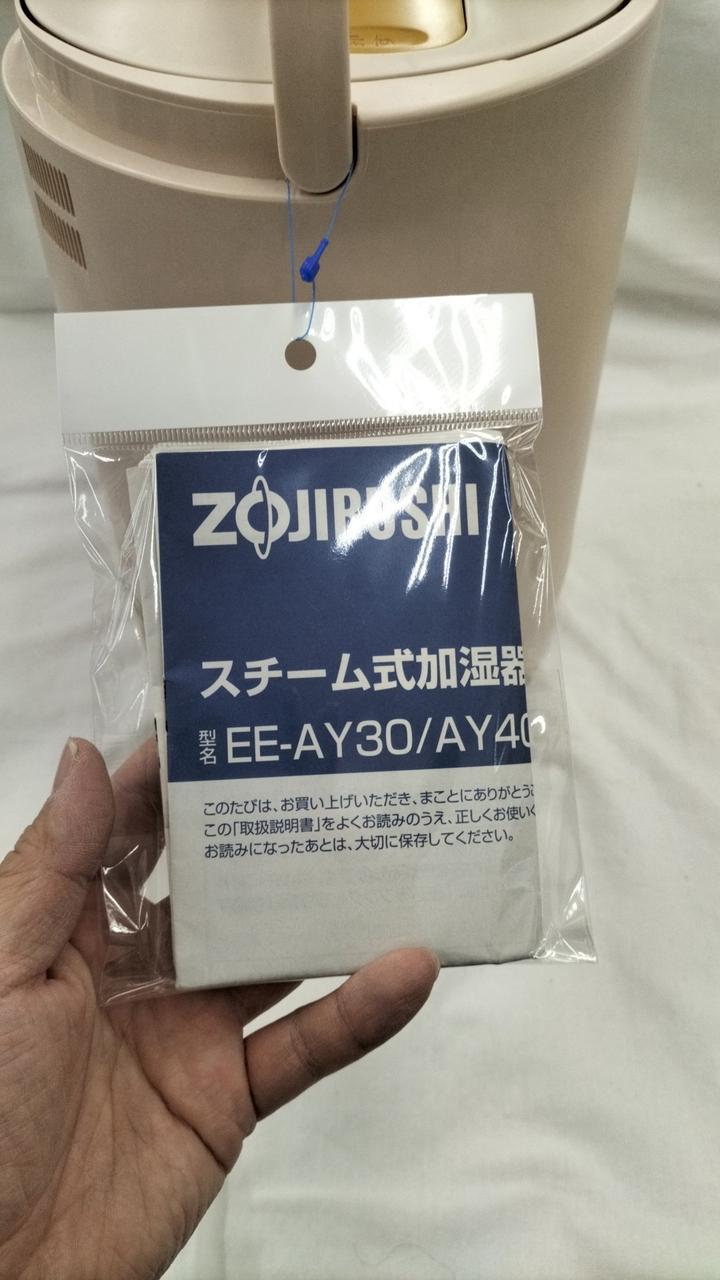 ZOJIRUSHI
スチーム式加湿器
型名 EE-AY30/AY40
このたびは、お買い上げいただき、まことにありがとうご
この「取扱説明書」をよくお読みのうえ、正しくお使いく
お読みになったあとは、大切に保存してください。